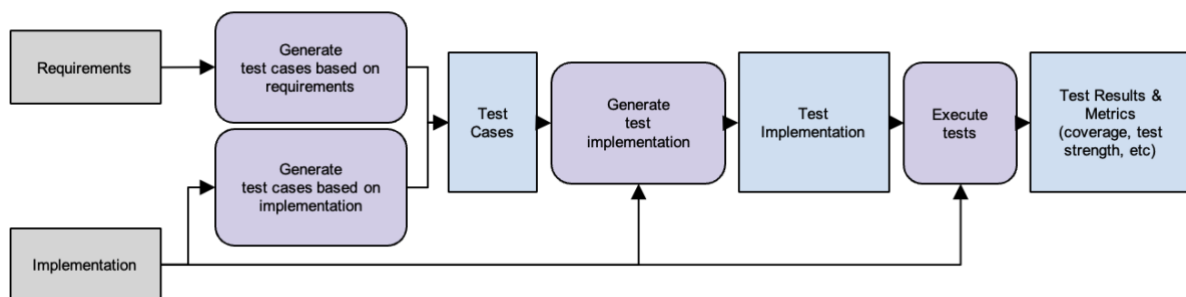 Requirements
Generate
test cases based on
requirements
Generate
test cases based on
implementation
Implementation
Test
Cases
Generate
test
implementation
Test
Implementation
Execute
tests
Test Results &
Metrics
(coverage, test
strength, etc)